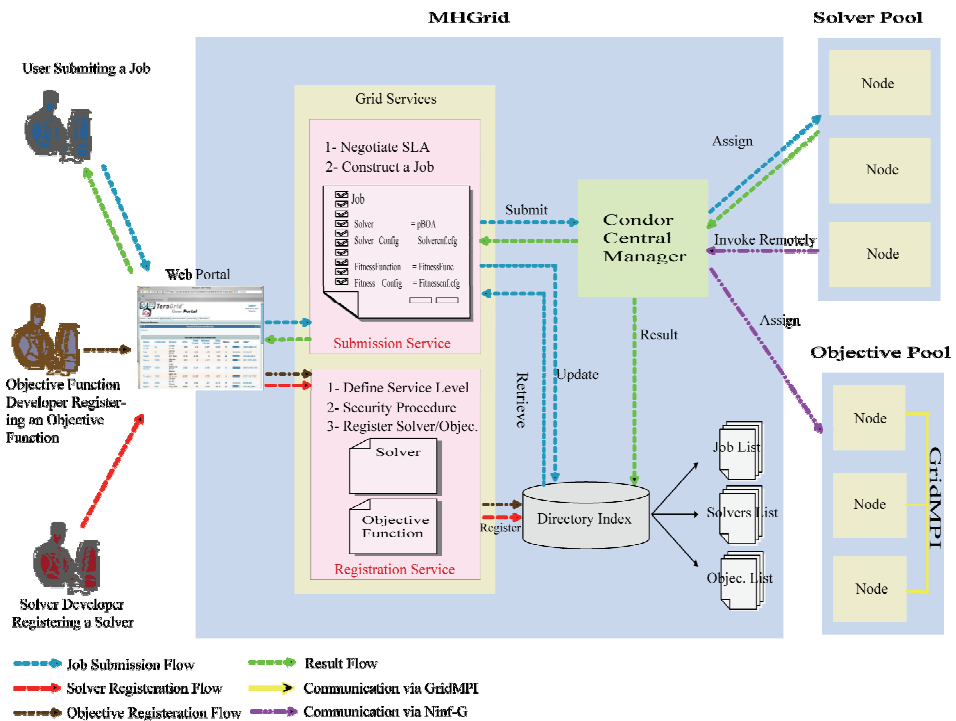 MHGrid
Solver Pool
User Submiting a Job
Grid Services
1- Negotiate SLA
2- Construct a Job
Job
Solver = pBOA
Solver Config Solvercnf.cfg
FitnessFunction = FitnessFunc
Fitness Config = Fitnesscnf.cfg
Submission Service
Submit
Condor
Central
Manager
Assign
Invoke Remotely
Assign
Node
Node
Node
Web Portal
TeraGrid
User Portal
Result
Retrieve
Update
Objective Pool
Objective Function
Developer Register-
ing an Objective
Function
1- Define Service Level
2- Security Procedure
3- Register Solver/Objec.
Solver
Objective
Function
Registration Service
Register
Directory Index
Job List
Solvers List
Objec. List
Node
Node
Node
GridMPI
Solver Developer
Registering a Solver
Job Submission Flow
Result Flow
Solver Registeration Flow
Communication via GridMPI
Objective Registeration Flow
Communication via Ninf-G